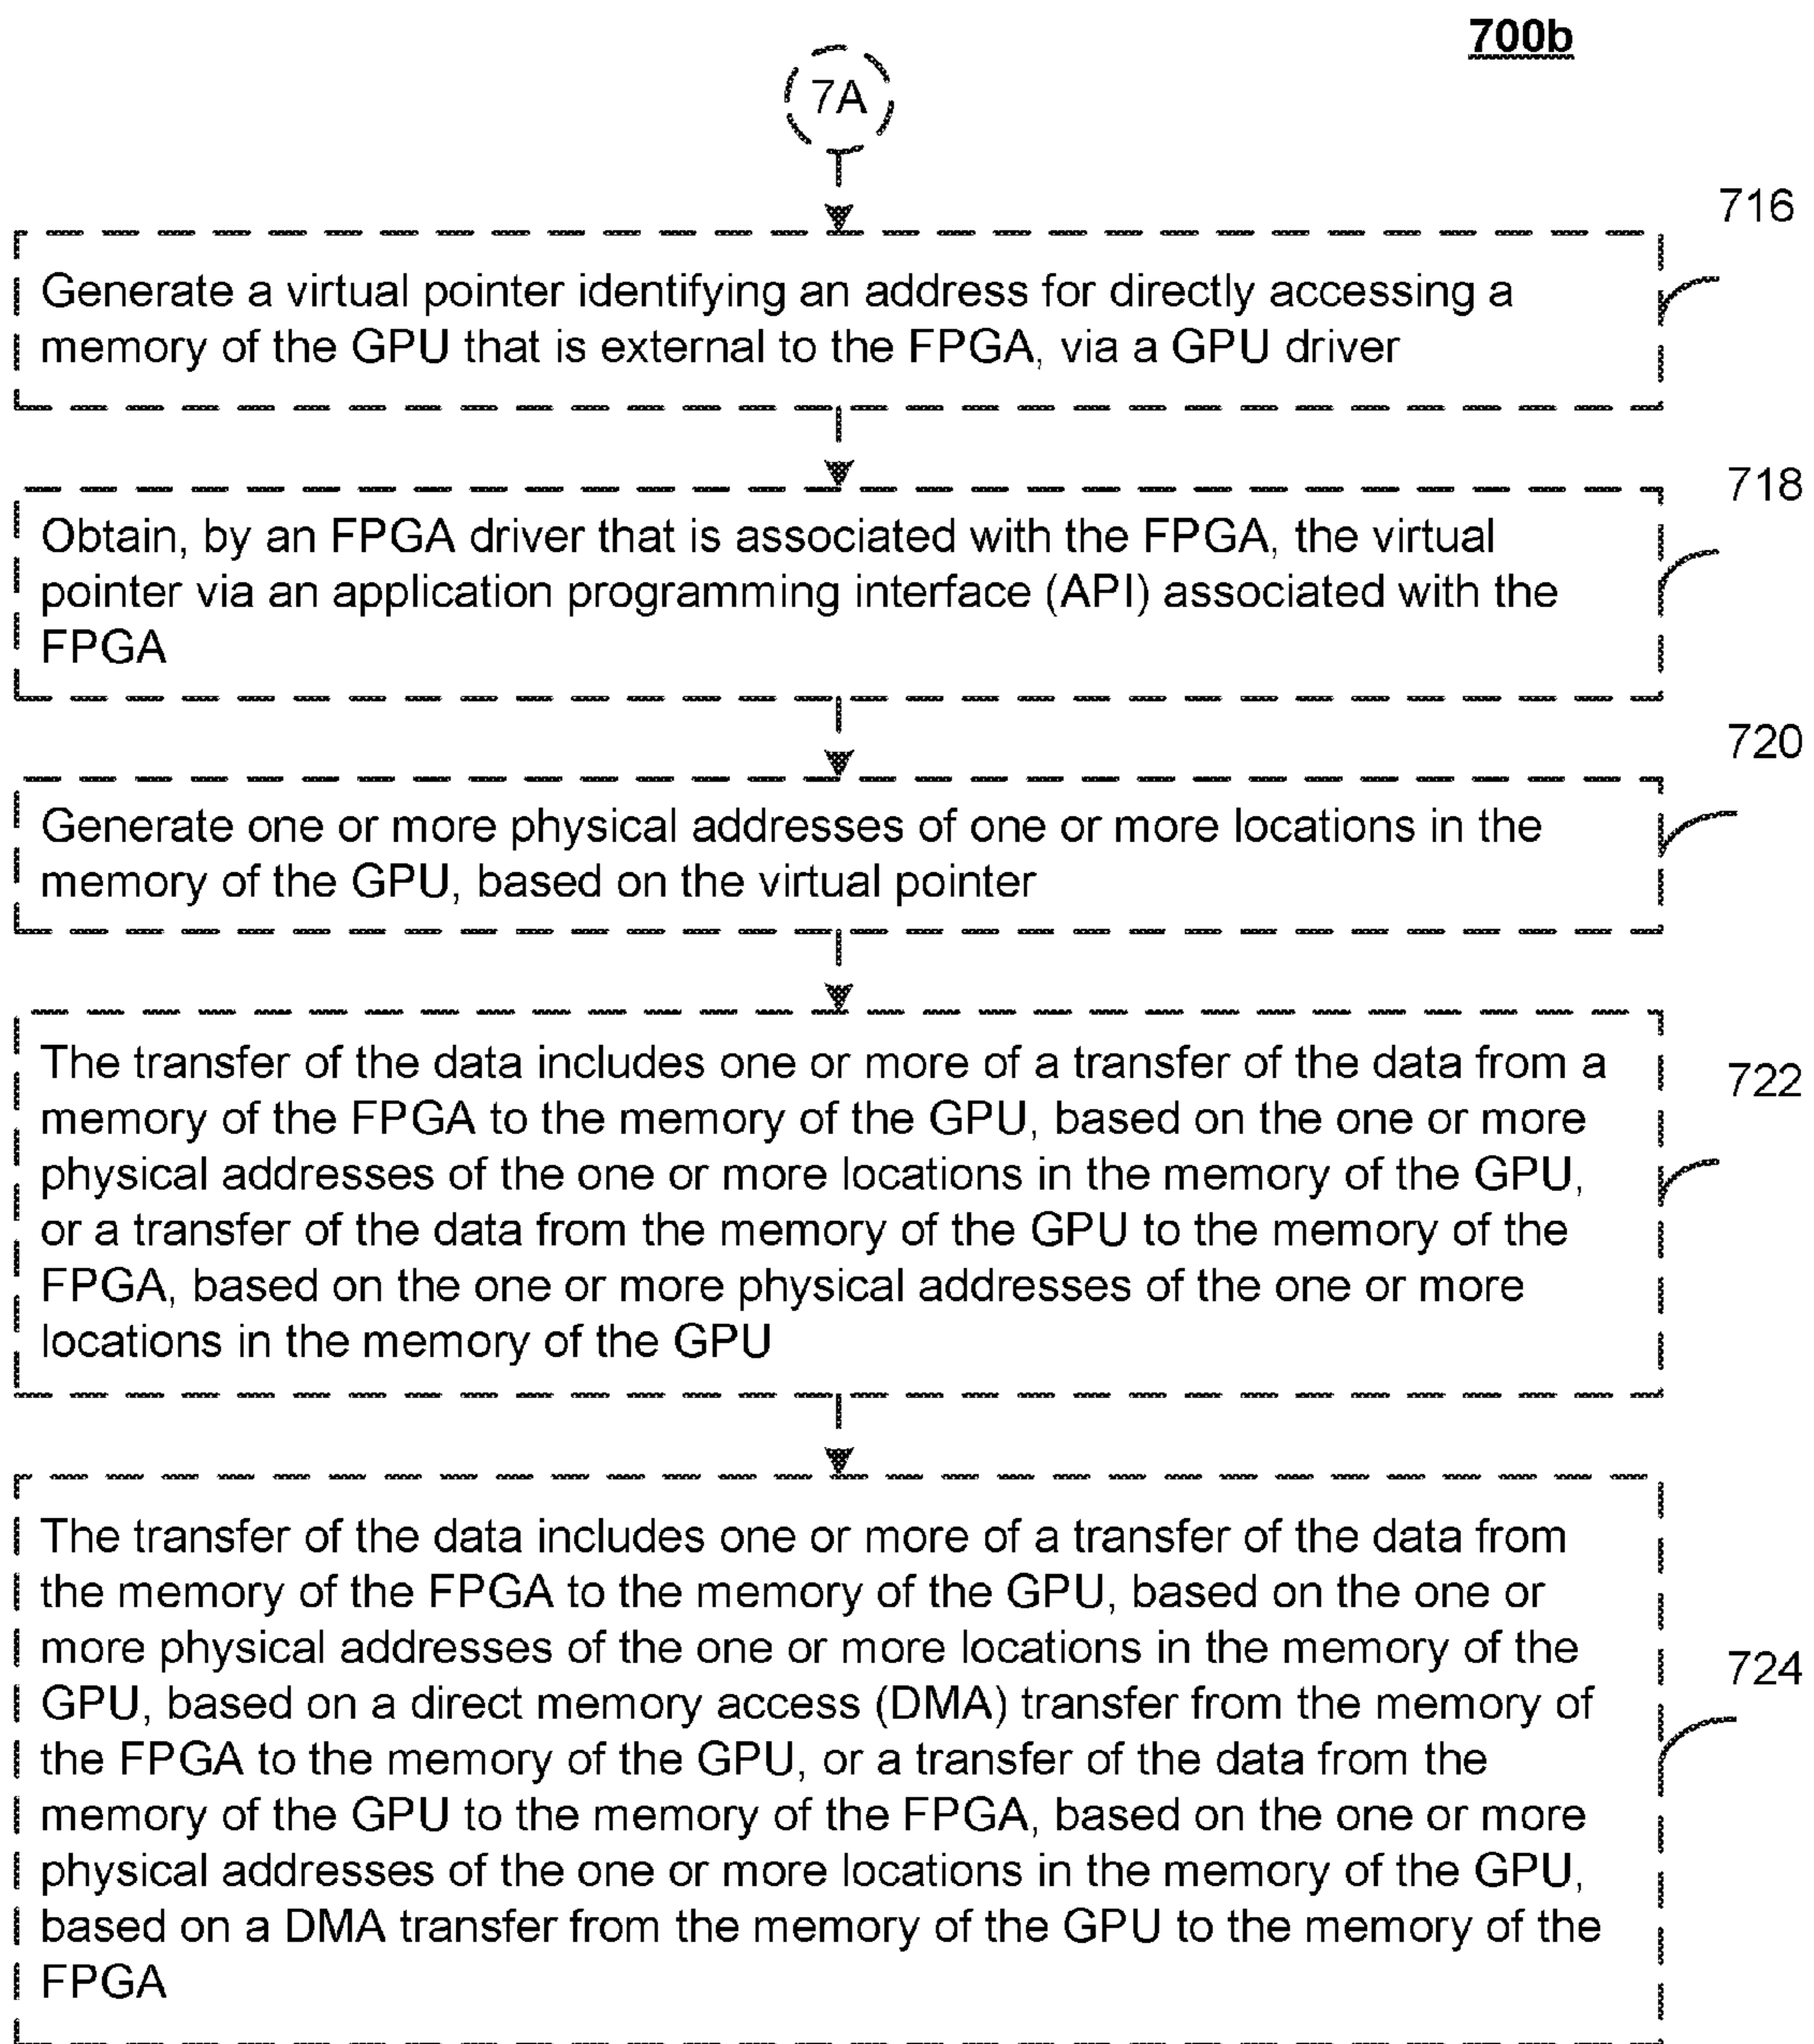 700b
7A
716
Generate a virtual pointer identifying an address for directly accessing a
memory of the GPU that is external to the FPGA, via a GPU driver
718
Obtain, by an FPGA driver that is associated with the FPGA, the virtual
pointer via an application programming interface (API) associated with the
FPGA
720
Generate one or more physical addresses of one or more locations in the
memory of the GPU, based on the virtual pointer
The transfer of the data includes one or more of a transfer of the data from a
722
memory of the FPGA to the memory of the GPU, based on the one or more
physical addresses of the one or more locations in the memory of the GPU,
or a transfer of the data from the memory of the GPU to the memory of the
FPGA, based on the one or more physical addresses of the one or more
locations in the memory of the GPU
The transfer of the data includes one or more of a transfer of the data from
the memory of the FPGA to the memory of the GPU, based on the one or
more physical addresses of the one or more locations in the memory of the
724
GPU, based on a direct memory access (DMA) transfer from the memory of
the FPGA to the memory of the GPU, or a transfer of the data from the
memory of the GPU to the memory of the FPGA, based on the one or more
physical addresses of the one or more locations in the memory of the GPU,
based on a DMA transfer from the memory of the GPU to the memory of the
FPGA